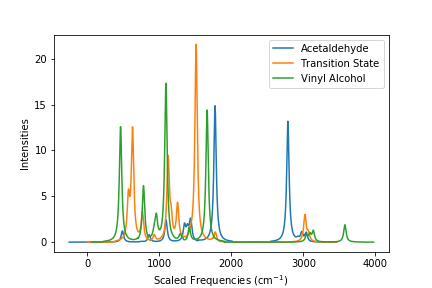 Acetaldehyde
Transition State
Vinyl Alcohol
Intensities
20
15
10
5
0
0 1000 2000 3000 4000
Scaled Frequencies (cm⁻¹)